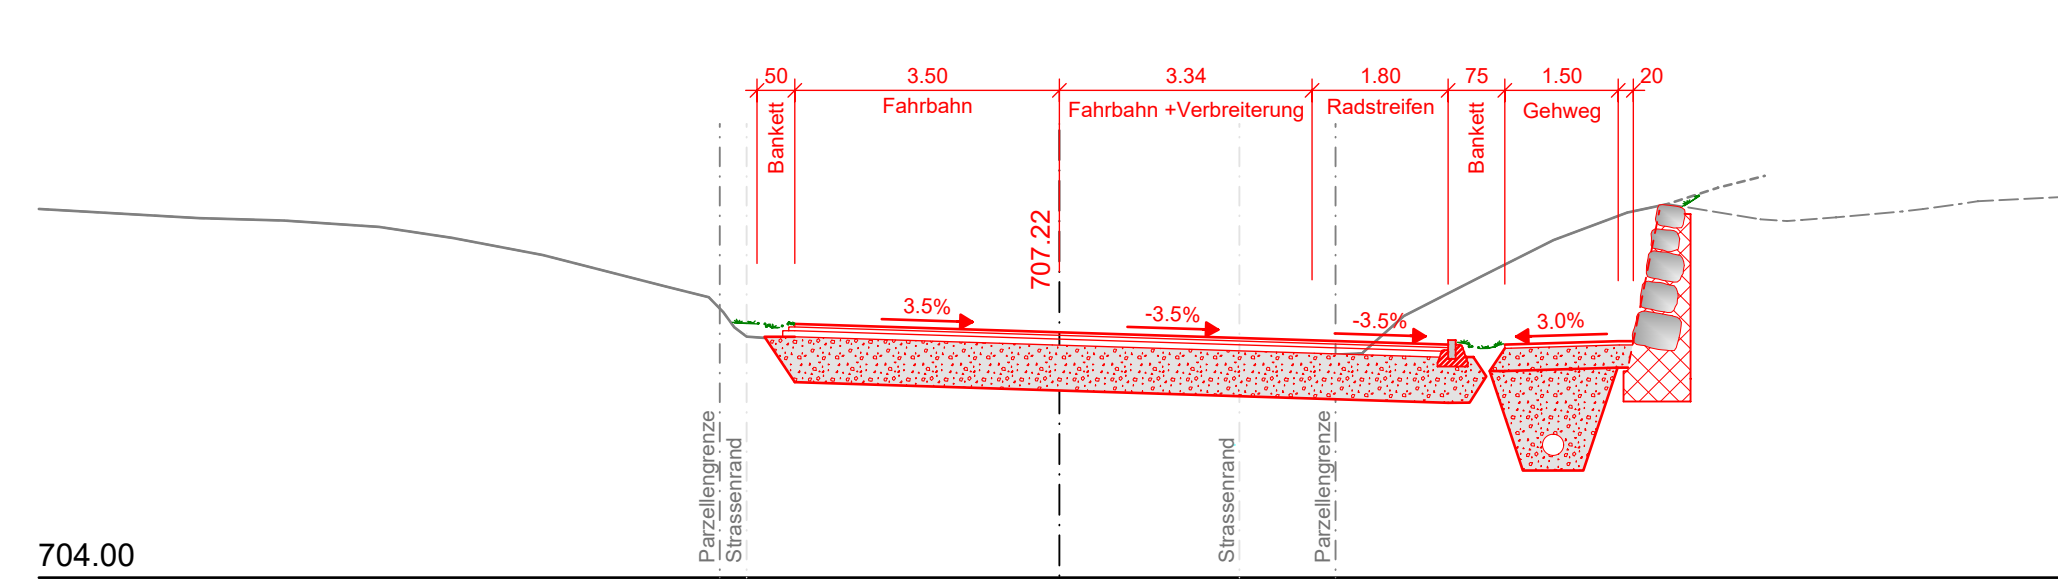 50
3.50
3.34
1.80
75
1.50
20
Bankett
Fahrbahn
Fahrbahn +Verbreiterung
Radstreifen
Bankett
Gehweg
707.22
3.5%
-3.5%
-3.5%
3.0%
Parzellengrenze
Strassenrand
Strassenrand
Parzellengrenze
704.00